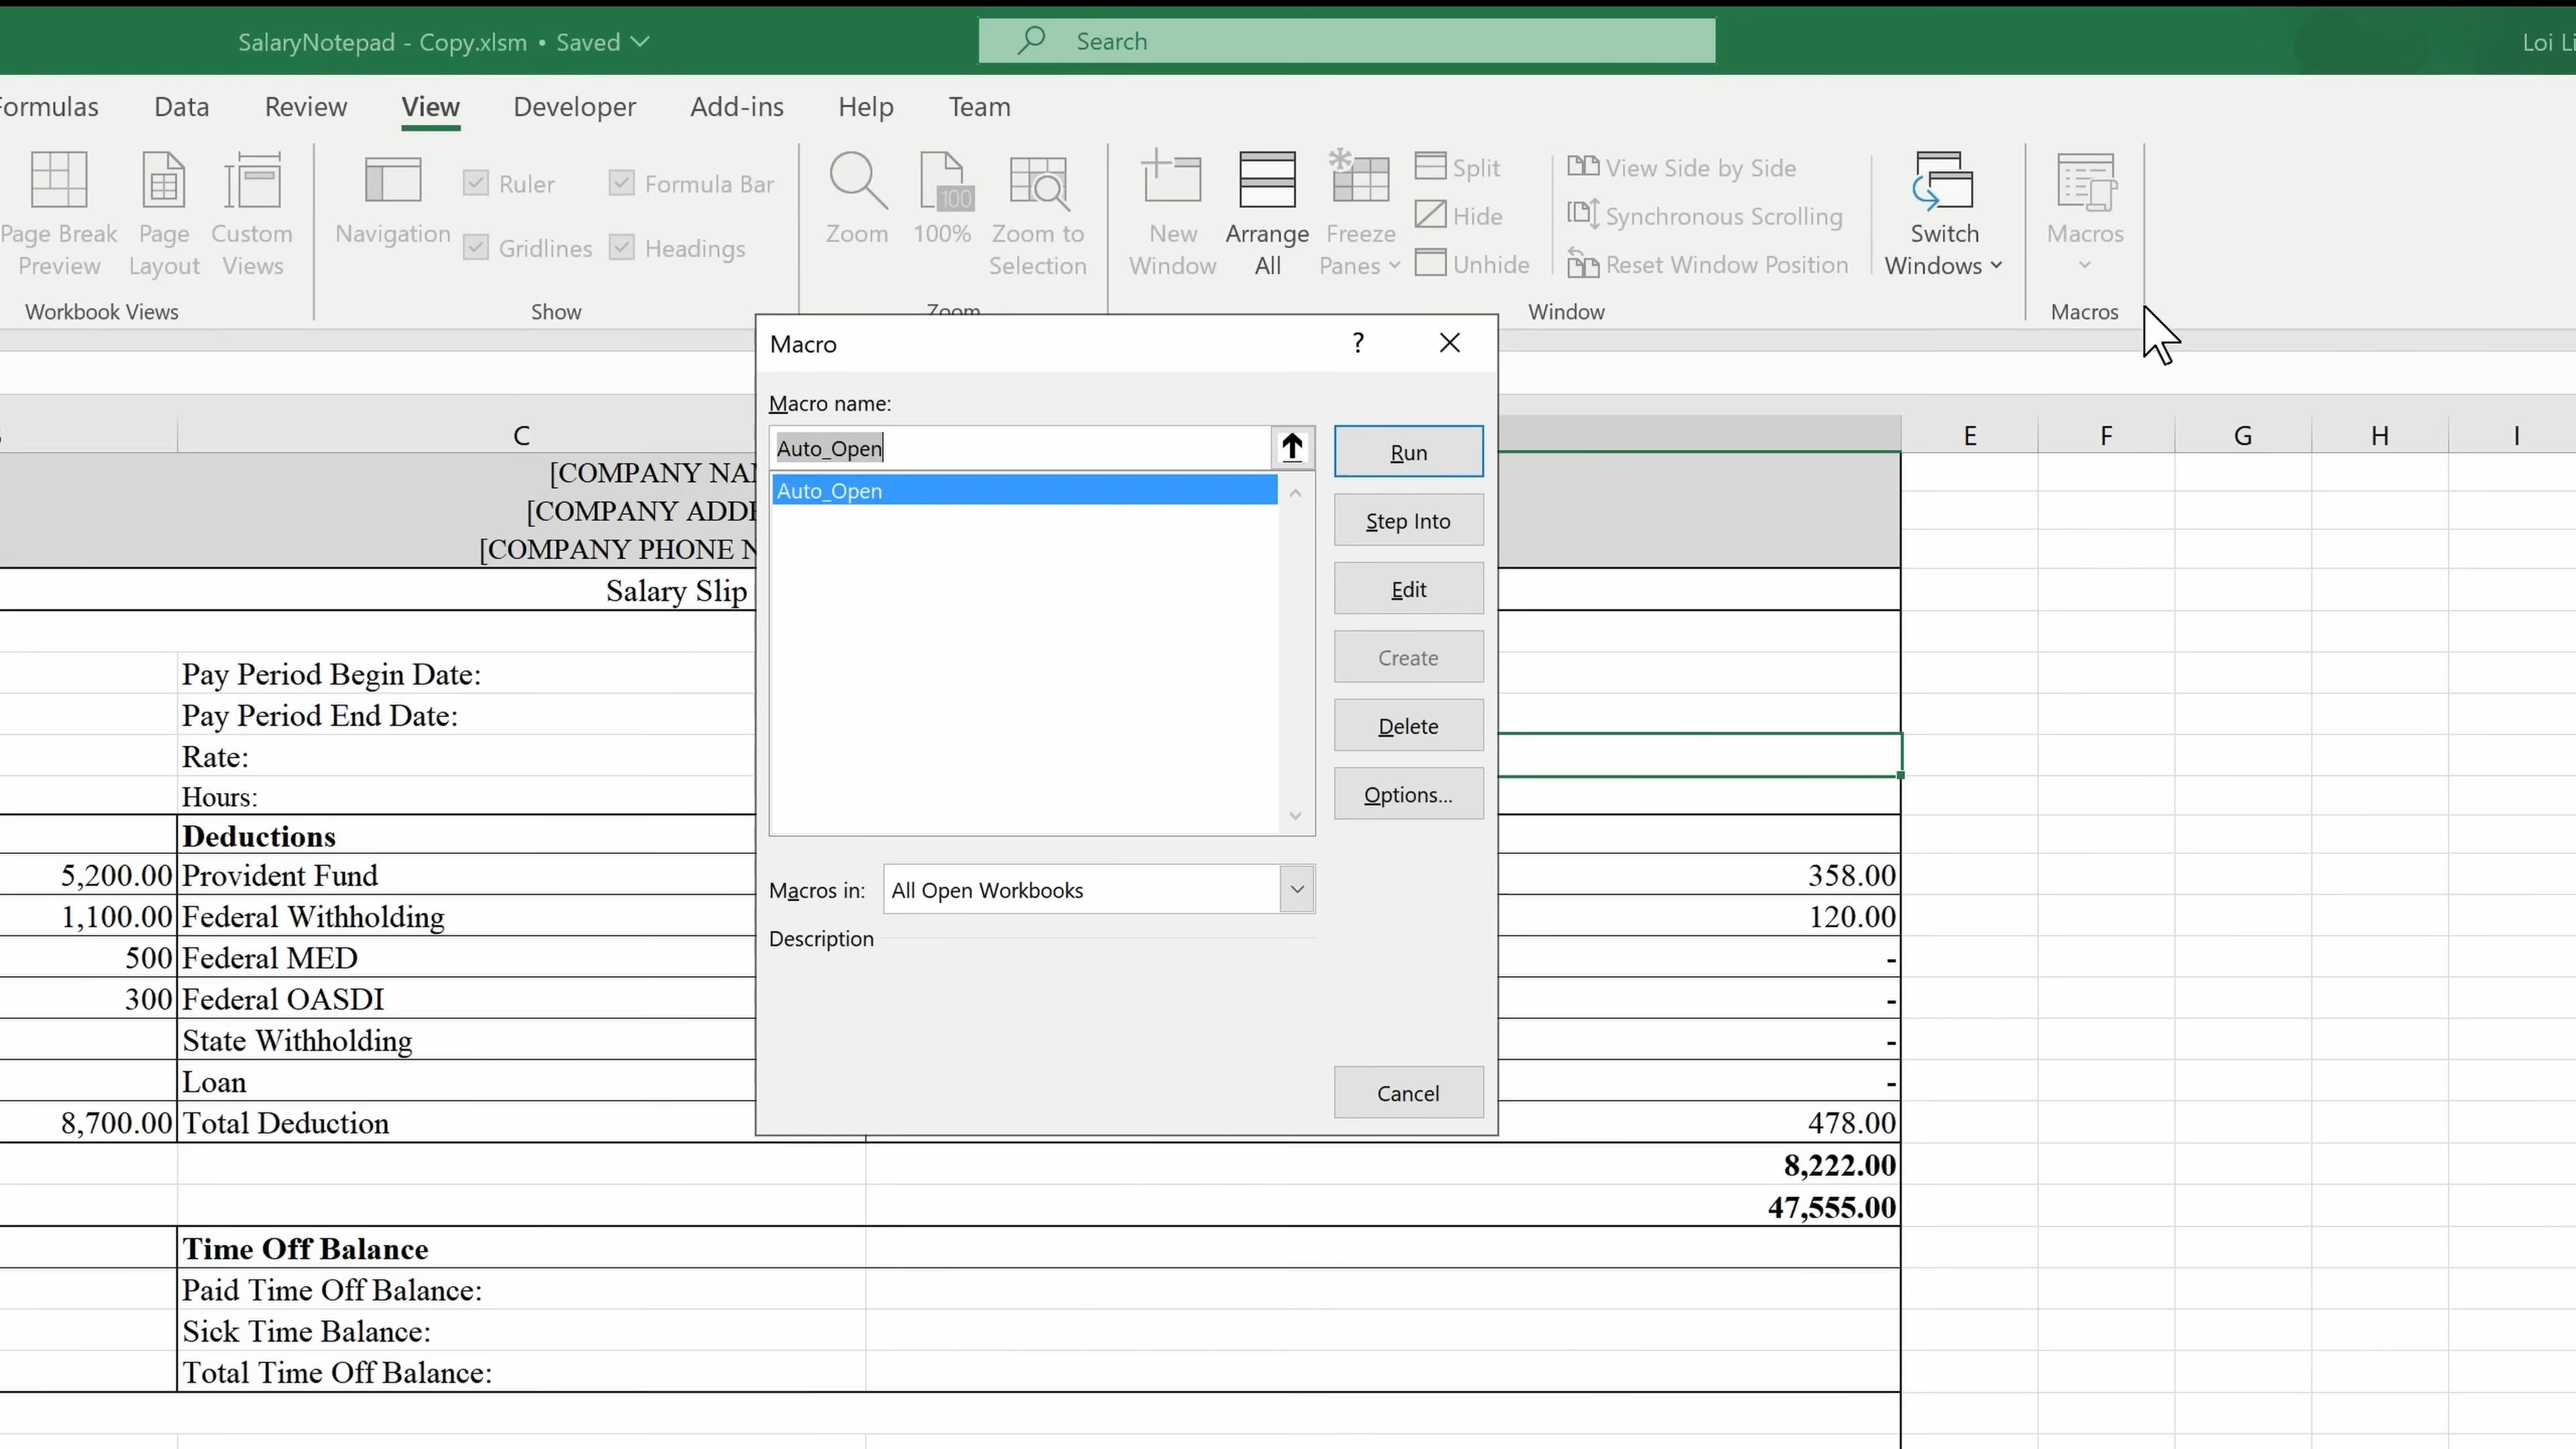 SalaryNotepad - Copy.xlsm • Saved
Search
Loi Li
Formulas Data Review View Developer Add-ins Help Team
Page Break Preview
Page Layout
Custom Views
Workbook Views
Navigation
Ruler
Formula Bar
Gridlines
Headings
Show
Zoom
100
100%
Zoom to Selection
Zoom
New Window
Arrange All
Freeze Panes
Split
Hide
Unhide
View Side by Side
Synchronous Scrolling
Reset Window Position
Switch Windows
Window
Macros
Macros
Macro ?
Macro name:
Auto_Open
Auto_Open
Run
Step Into
Edit
Create
Delete
Options...
Macros in: All Open Workbooks
Description
Cancel
C E F G H I
[COMPANY
[COMPANY
[COMPANY PHONE
Salary Slip
Pay Period Begin Date:
Pay Period End Date:
Rate:
Hours:
Deductions
5,200.00 Provident Fund 358.00
1,100.00 Federal Withholding 120.00
500 Federal MED -
300 Federal OASDI -
State Withholding -
Loan -
8,700.00 Total Deduction 478.00
8,222.00
47,555.00
Time Off Balance
Paid Time Off Balance:
Sick Time Balance:
Total Time Off Balance: